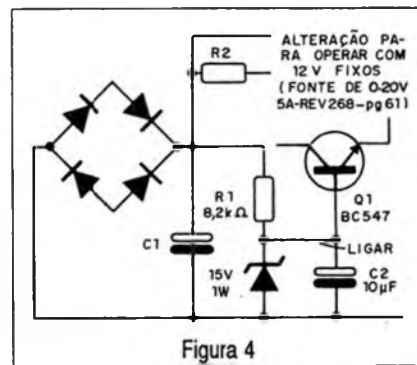 R2
ALTERAÇÃO PA-
RA OPERAR COM
12 V FIXOS
(FONTE DE 0-20V
5A-REV268-pg 61)
R1
8,2kΩ
Q1
BC547
C1
LIGAR
15V
1W
C2
10µF
Figura 4